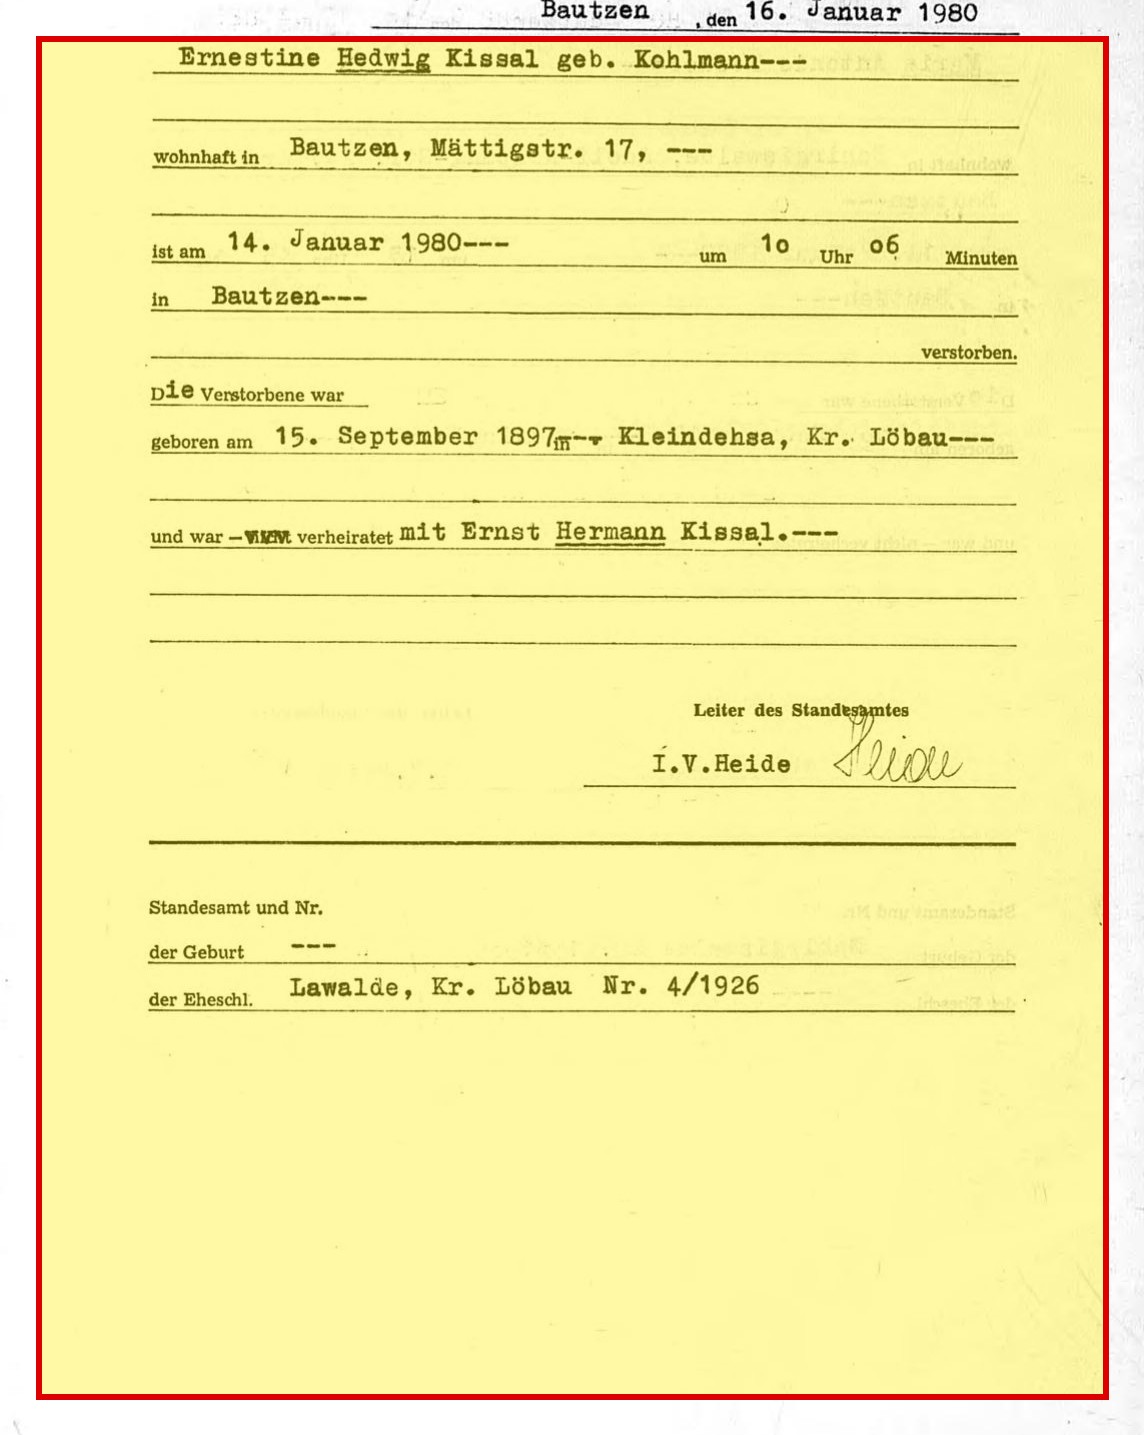 Bautzen , den 16. Januar 1980
Ernestine Hedwig Kissal geb. Kohlmann---
wohnhaft in Bautzen, Mättigstr. 17, ---
ist am 14. Januar 1980--- um 1o Uhr o6 Minuten
in Bautzen---
verstorben.
Die Verstorbene war
geboren am 15. September 1897 in -- Kleindehsa, Kr. Löbau---
und war – verheiratet mit Ernst Hermann Kissal.---
Leiter des Standesamtes
I.V.Heide Heide
Standesamt und Nr.
der Geburt ---
der Eheschl. Lawalde, Kr. Löbau Nr. 4/1926